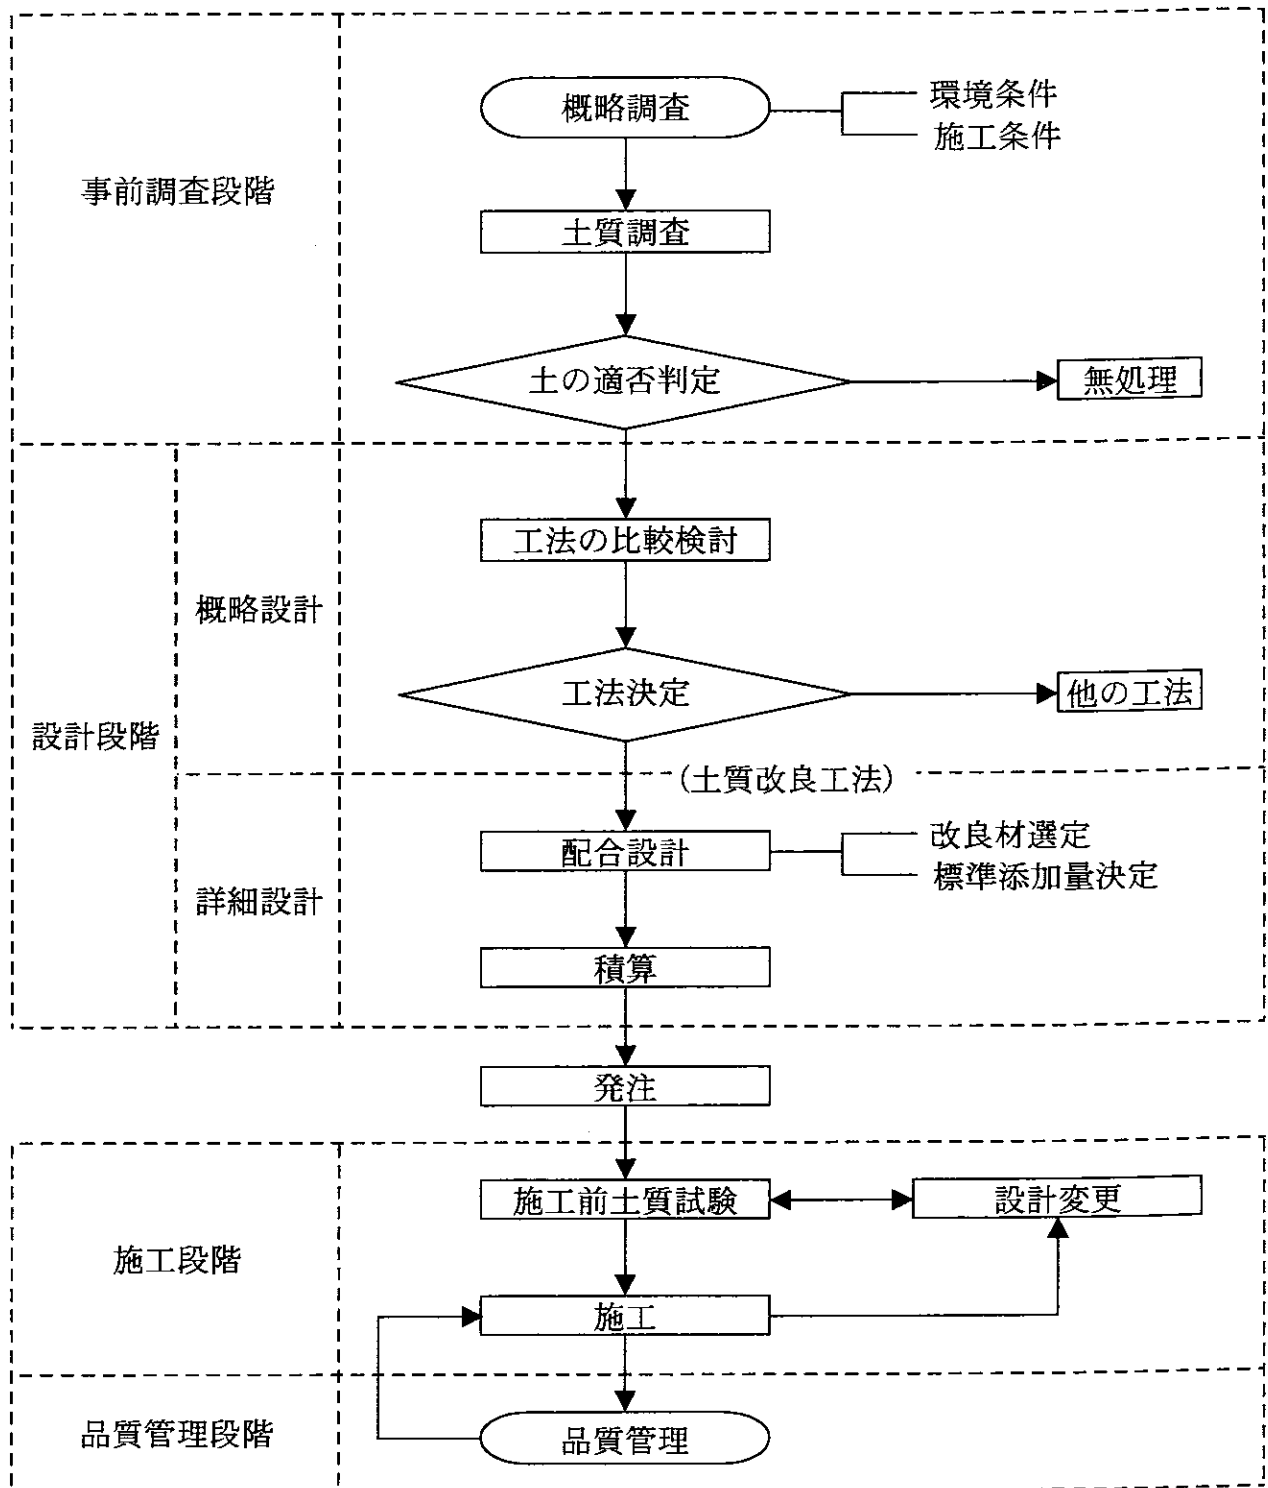 概略調査
環境条件
施工条件
事前調査段階
土質調査
土の適否判定
無処理
工法の比較検討
概略設計
工法決定
他の工法
設計段階
(土質改良工法)
配合設計
改良材選定
標準添加量決定
詳細設計
積算
発注
施工前土質試験
設計変更
施工段階
施工
品質管理段階
品質管理